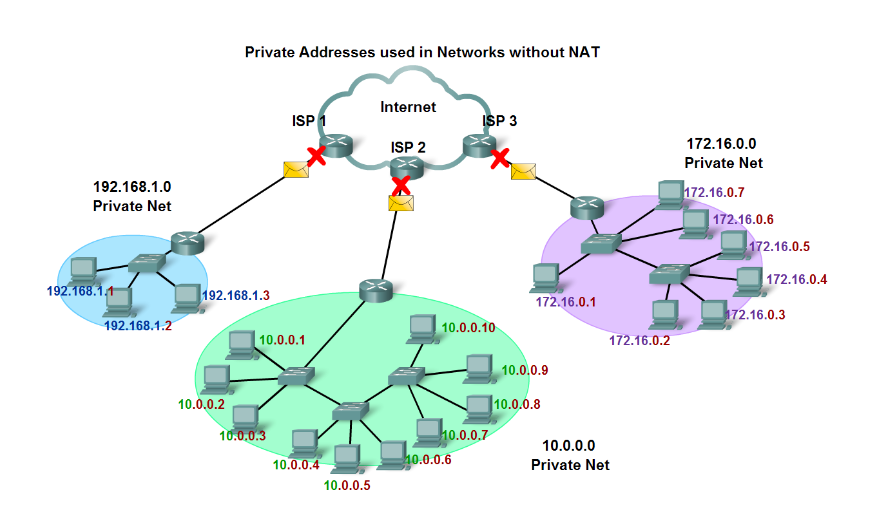 Private Addresses used in Networks without NAT
Internet
ISP 1
ISP 2
ISP 3
192.168.1.0
Private Net
192.168.1.1
192.168.1.2
192.168.1.3
172.16.0.0
Private Net
172.16.0.7
172.16.0.6
172.16.0.5
172.16.0.4
172.16.0.3
172.16.0.2
172.16.0.1
10.0.0.1
10.0.0.2
10.0.0.3
10.0.0.4
10.0.0.5
10.0.0.6
10.0.0.7
10.0.0.8
10.0.0.9
10.0.0.10
10.0.0.0
Private Net